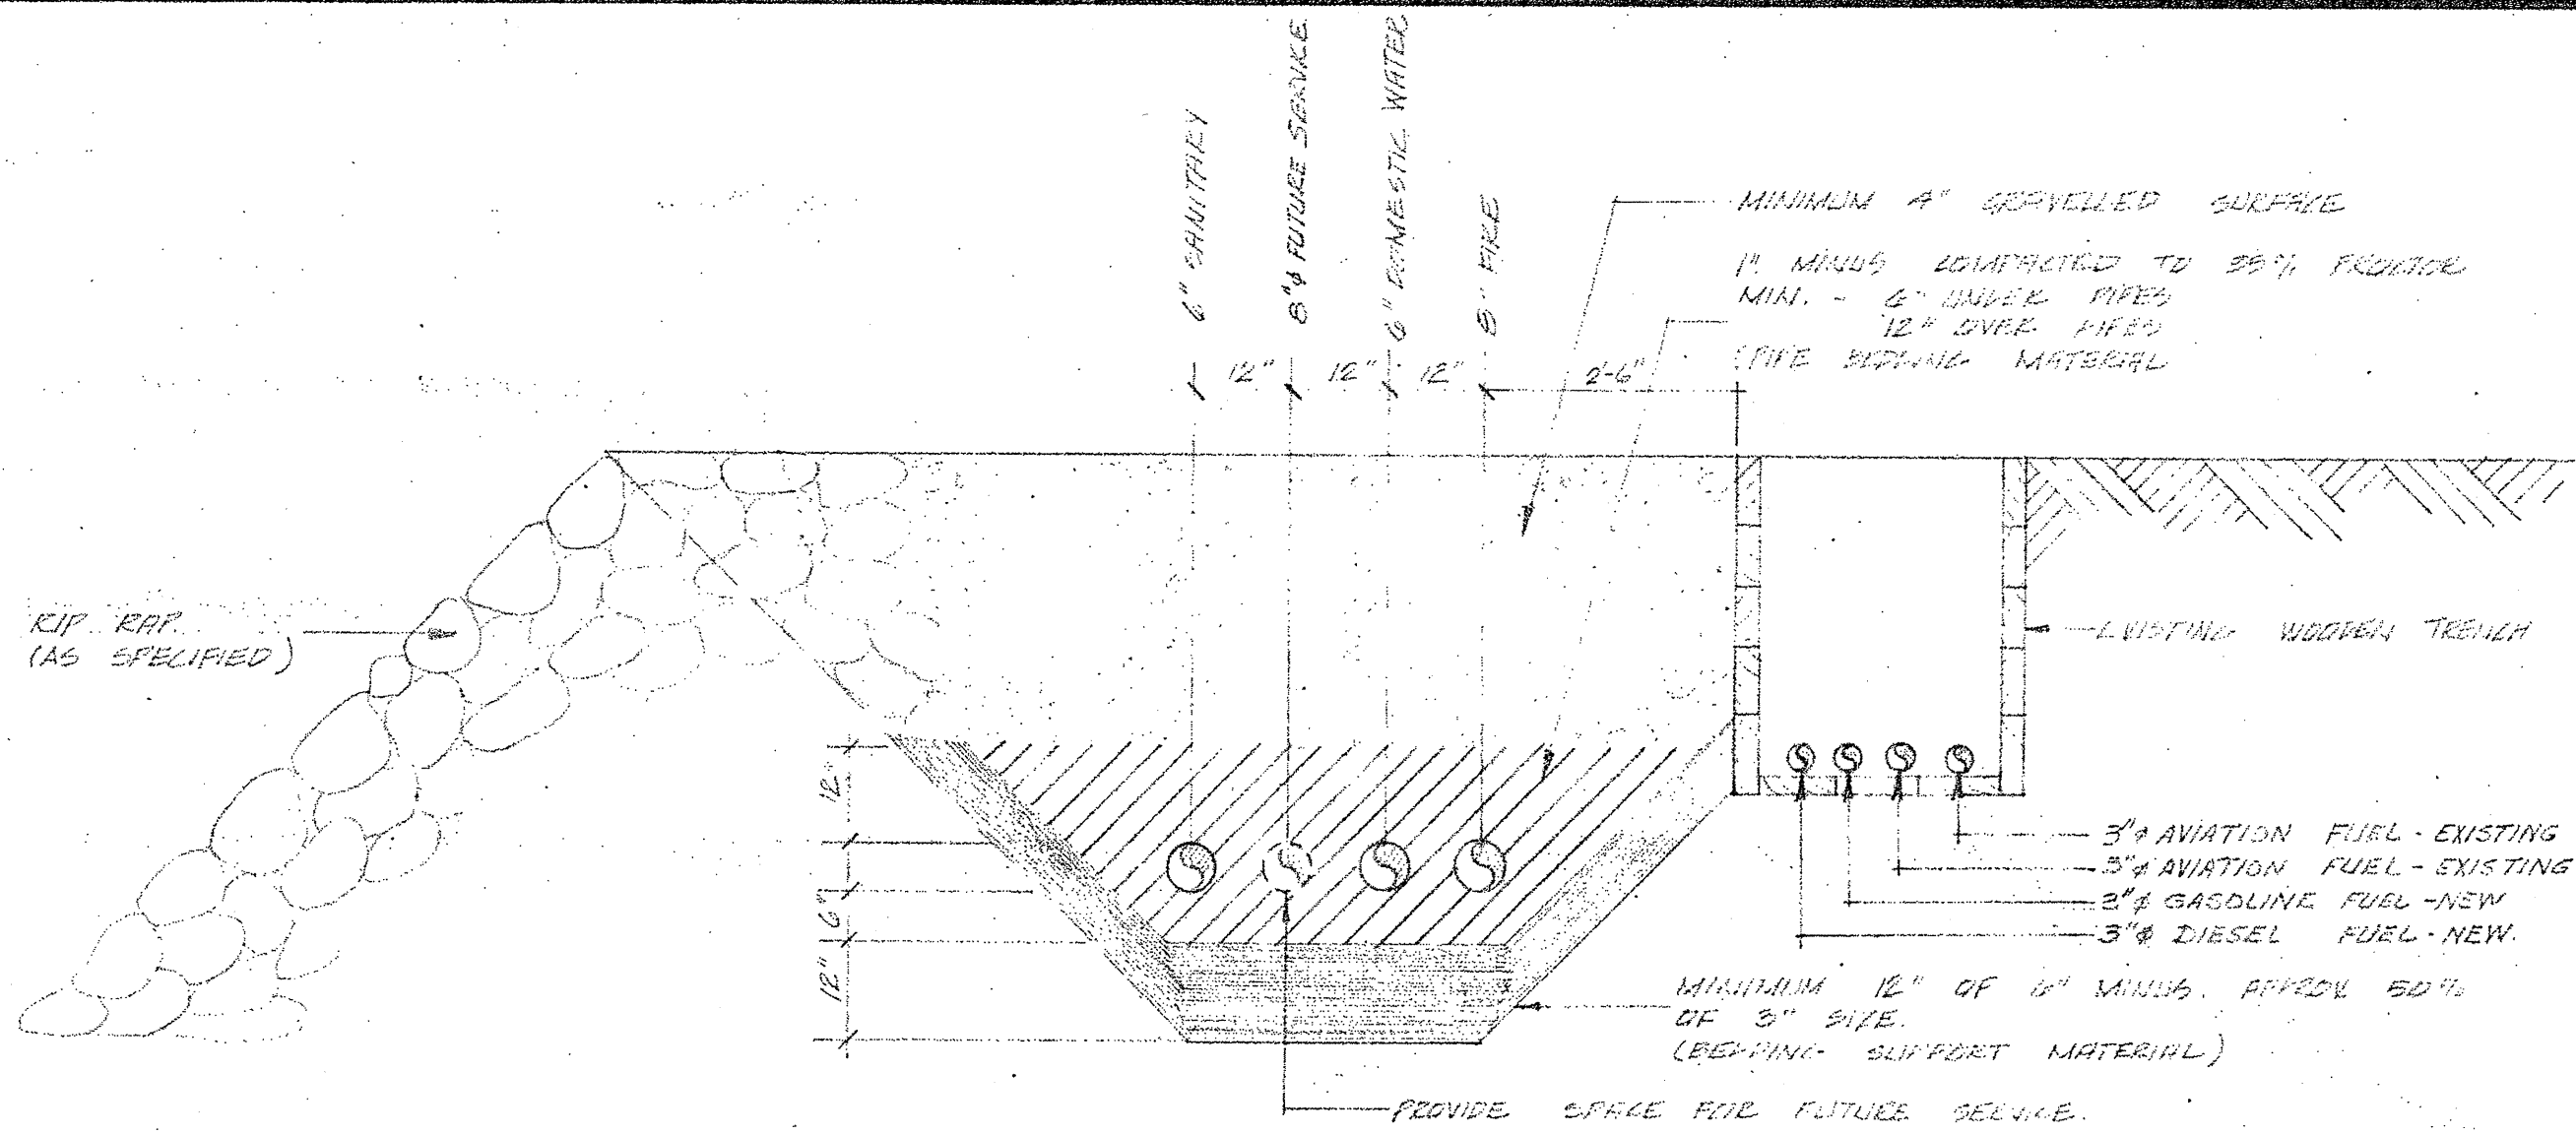 6" SANITARY
8"φ FUTURE SERVICE
6" DOMESTIC WATER
8" FIRE
12"
12"
12"
2'-6"
MINIMUM 4" GRAVELLED SURFACE
1" MINUS COMPACTED TO 95% PROCTOR
MIN. - 6" UNDER PIPES
12" OVER PIPES
(PIPE BEDDING MATERIAL
RIP RAP
(AS SPECIFIED)
EXISTING WOODEN TRENCH
12"
6"
12"
3"φ AVIATION FUEL - EXISTING
3"φ AVIATION FUEL - EXISTING
φ GASOLINE FUEL - NEW
3"φ DIESEL FUEL - NEW.
MINIMUM 12" OF 6" MINUS. APPROX 50%
OF 3" SIZE.
(BEDDING SUPPORT MATERIAL)
PROVIDE SPACE FOR FUTURE SERVICE.